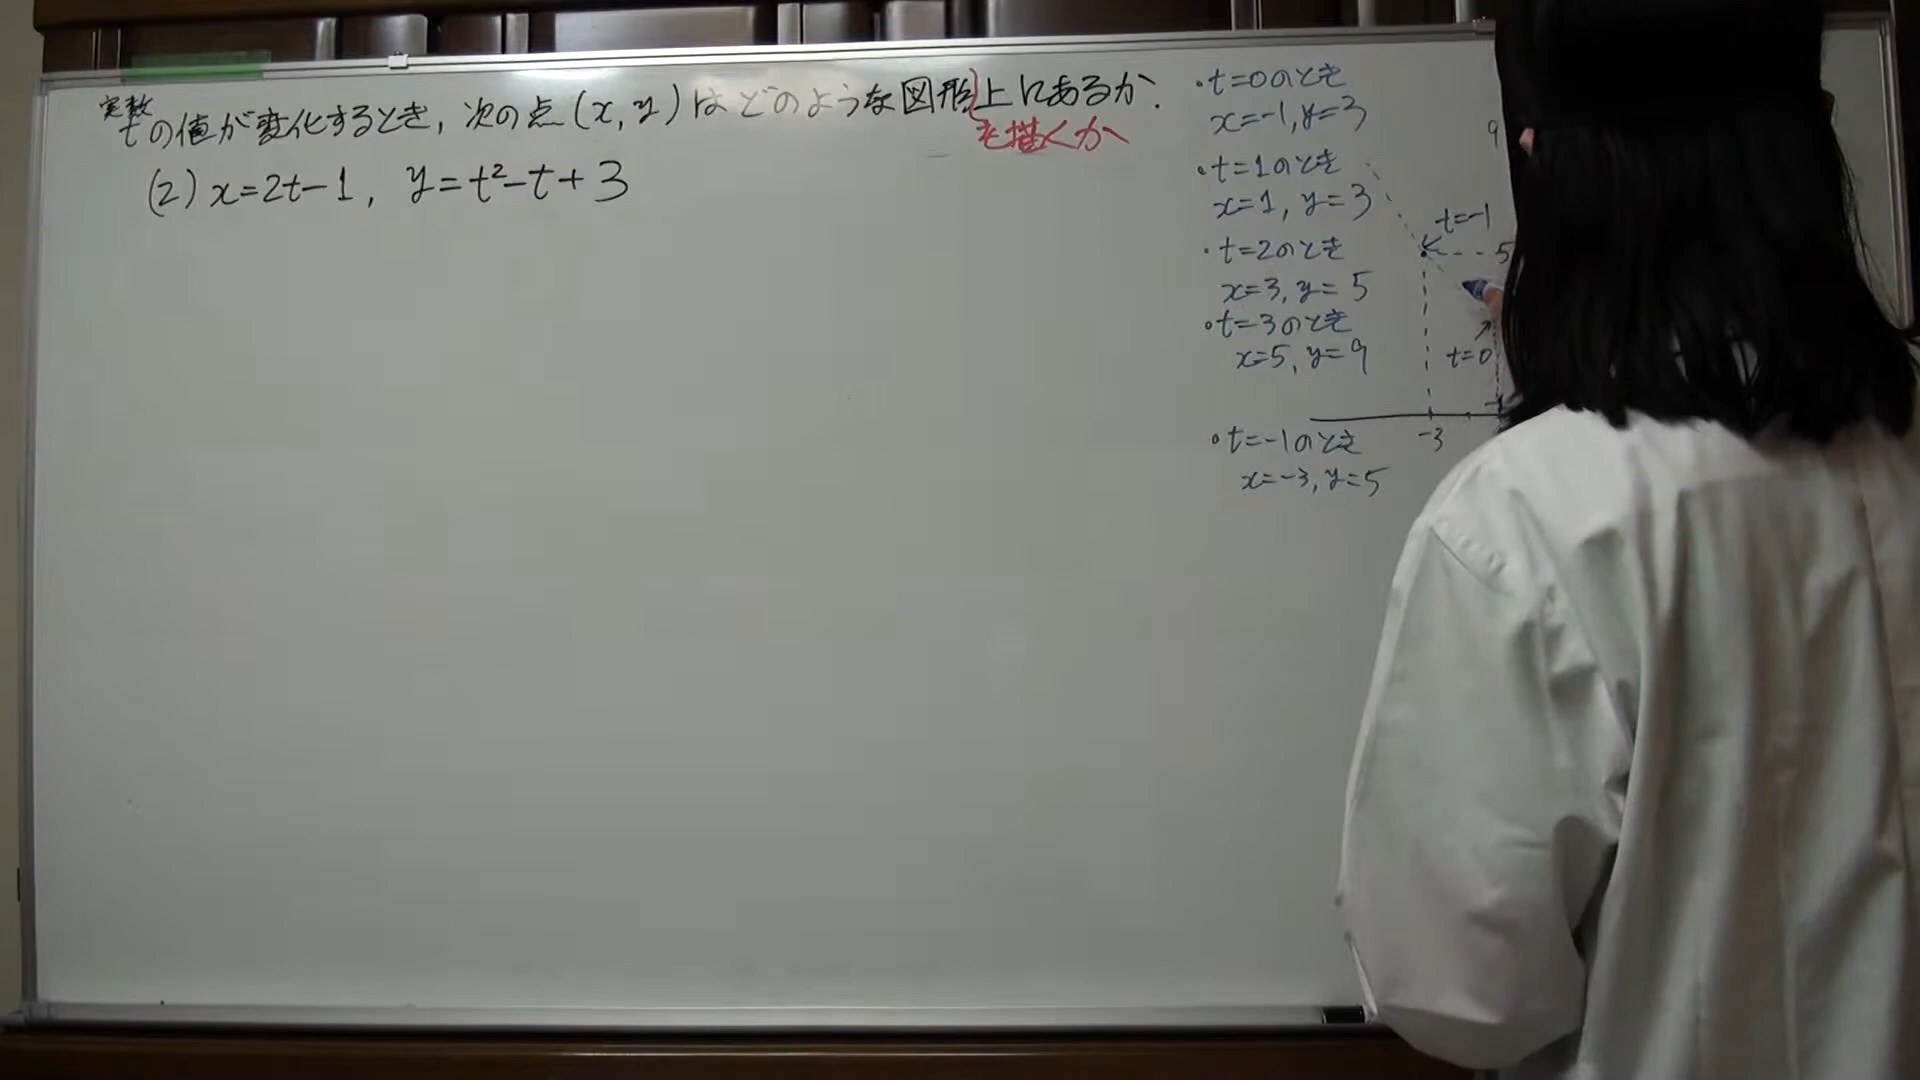 実数
tの値が変化するとき, 次の点(x, y)はどのような図形上にあるか.
を描くか
(2) x=2t-1, y=t²-t+3
・t=0のとき
x=-1, y=3
・t=1のとき
x=1, y=3
・t=2のとき
x=3, y=5
・t=3のとき
x=5, y=9
・t=-1のとき
x=-3, y=5
9
t=-1
5
t=0
-1
-3